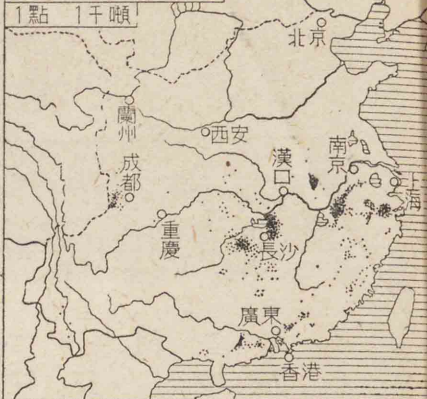 1點 1千噸
北京
蘭州
西安
成都
漢口
南京
上海
重慶
長沙
廣東
香港